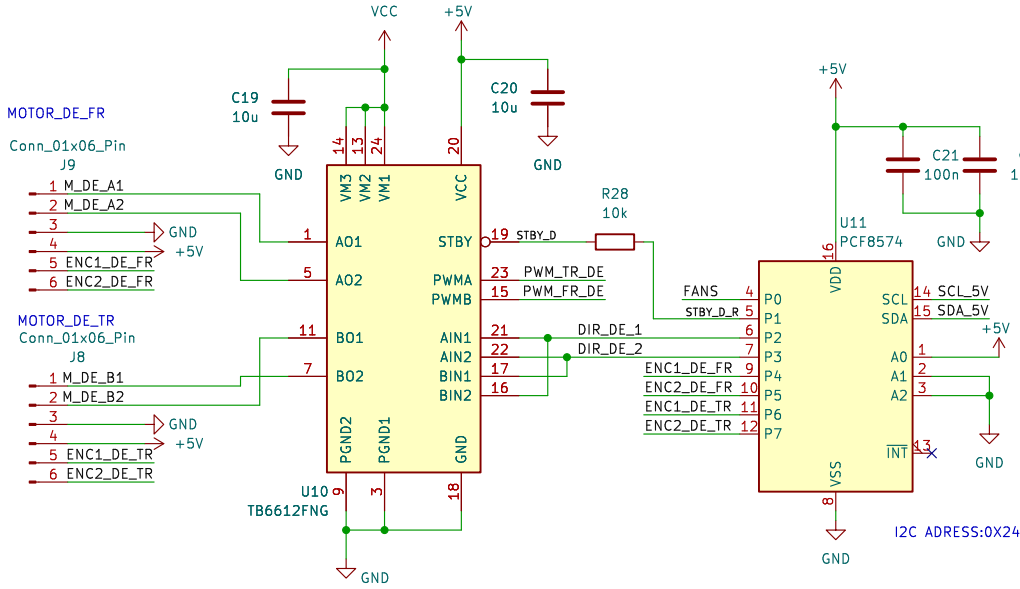 VCC
+5V
C19
10u
GND
C20
10u
GND
MOTOR_DE_FR
Conn_01x06_Pin
J9
1 M_DE_A1
2 M_DE_A2
3 GND
4 +5V
5 ENC1_DE_FR
6 ENC2_DE_FR
MOTOR_DE_TR
Conn_01x06_Pin
J8
1 M_DE_B1
2 M_DE_B2
3 GND
4 +5V
5 ENC1_DE_TR
6 ENC2_DE_TR
14 13 24 20
VM3 VM2 VM1 VCC
1 AO1
5 AO2
11 BO1
7 BO2
STBY 19 STBY_D
PWMA 23 PWM_TR_DE
PWMB 15 PWM_FR_DE
AIN1 21 DIR_DE_1
AIN2 22 DIR_DE_2
BIN1 17
BIN2 16
PGND2 PGND1 GND
9 3 18
U10
TB6612FNG
GND
R28
10k
+5V
C21
100n
1
GND
U11
PCF8574
16
VDD
FANS 4 P0
STBY_D_R 5 P1
6 P2
7 P3
ENC1_DE_FR 9 P4
ENC2_DE_FR 10 P5
ENC1_DE_TR 11 P6
ENC2_DE_TR 12 P7
SCL 14 SCL_5V
SDA 15 SDA_5V
+5V
A0 1
A1 2
A2 3
INT 13
GND
VSS
8
GND
I2C ADRESS:0X24